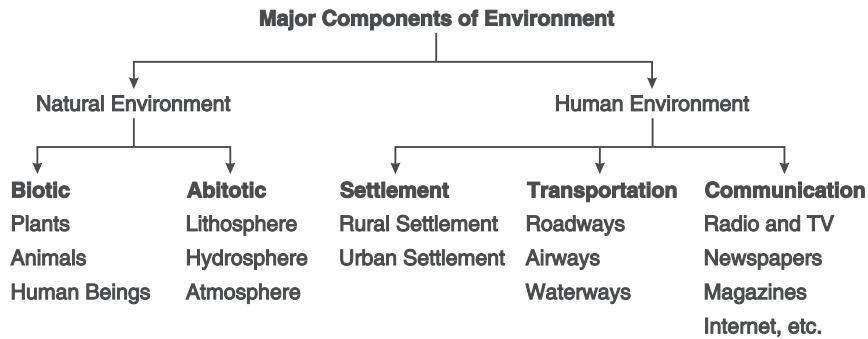 Major Components of Environment
Natural Environment
Human Environment
Biotic
Plants
Animals
Human Beings
Abitotic
Lithosphere
Hydrosphere
Atmosphere
Settlement
Rural Settlement
Urban Settlement
Transportation
Roadways
Airways
Waterways
Communication
Radio and TV
Newspapers
Magazines
Internet, etc.